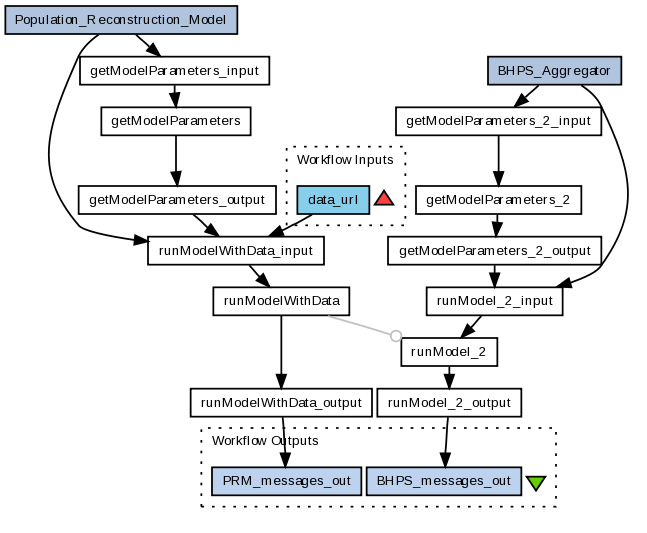 Population_Reconstruction_Model
getModelParameters_input
BHPS_Aggregator
getModelParameters
getModelParameters_2_input
Workflow Inputs
getModelParameters_output
data_url
getModelParameters_2
runModelWithData_input
getModelParameters_2_output
runModelWithData
runModel_2_input
runModel_2
runModelWithData_output
runModel_2_output
Workflow Outputs
PRM_messages_out
BHPS_messages_out